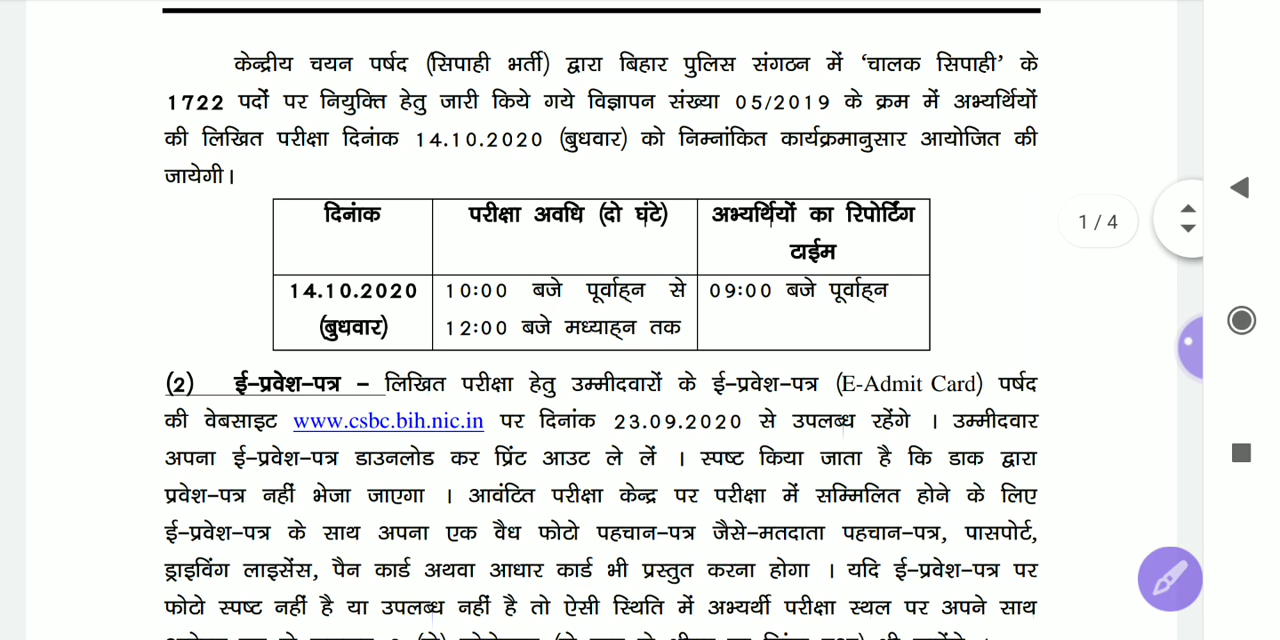 केन्द्रीय चयन पर्षद (सिपाही भर्ती) द्वारा बिहार पुलिस संगठन में ‘चालक सिपाही’ के
1722 पदों पर नियुक्ति हेतु जारी किये गये विज्ञापन संख्या 05/2019 के क्रम में अभ्यर्थियों
की लिखित परीक्षा दिनांक 14.10.2020 (बुधवार) को निम्नांकित कार्यक्रमानुसार आयोजित की
जायेगी।
दिनांक परीक्षा अवधि (दो घंटे) अभ्यर्थियों का रिपोर्टिंग
टाईम
14.10.2020 10:00 बजे पूर्वाह्न से 09:00 बजे पूर्वाह्न
(बुधवार) 12:00 बजे मध्याह्न तक
1 / 4
(2) ई–प्रवेश–पत्र – लिखित परीक्षा हेतु उम्मीदवारों के ई–प्रवेश–पत्र (E-Admit Card) पर्षद
की वेबसाइट www.csbc.bih.nic.in पर दिनांक 23.09.2020 से उपलब्ध रहेंगे । उम्मीदवार
अपना ई–प्रवेश–पत्र डाउनलोड कर प्रिंट आउट ले लें । स्पष्ट किया जाता है कि डाक द्वारा
प्रवेश–पत्र नहीं भेजा जाएगा । आवंटित परीक्षा केन्द्र पर परीक्षा में सम्मिलित होने के लिए
ई–प्रवेश–पत्र के साथ अपना एक वैध फोटो पहचान–पत्र जैसे–मतदाता पहचान–पत्र, पासपोर्ट,
ड्राइविंग लाइसेंस, पैन कार्ड अथवा आधार कार्ड भी प्रस्तुत करना होगा । यदि ई–प्रवेश–पत्र पर
फोटो स्पष्ट नहीं है या उपलब्ध नहीं है तो ऐसी स्थिति में अभ्यर्थी परीक्षा स्थल पर अपने साथ